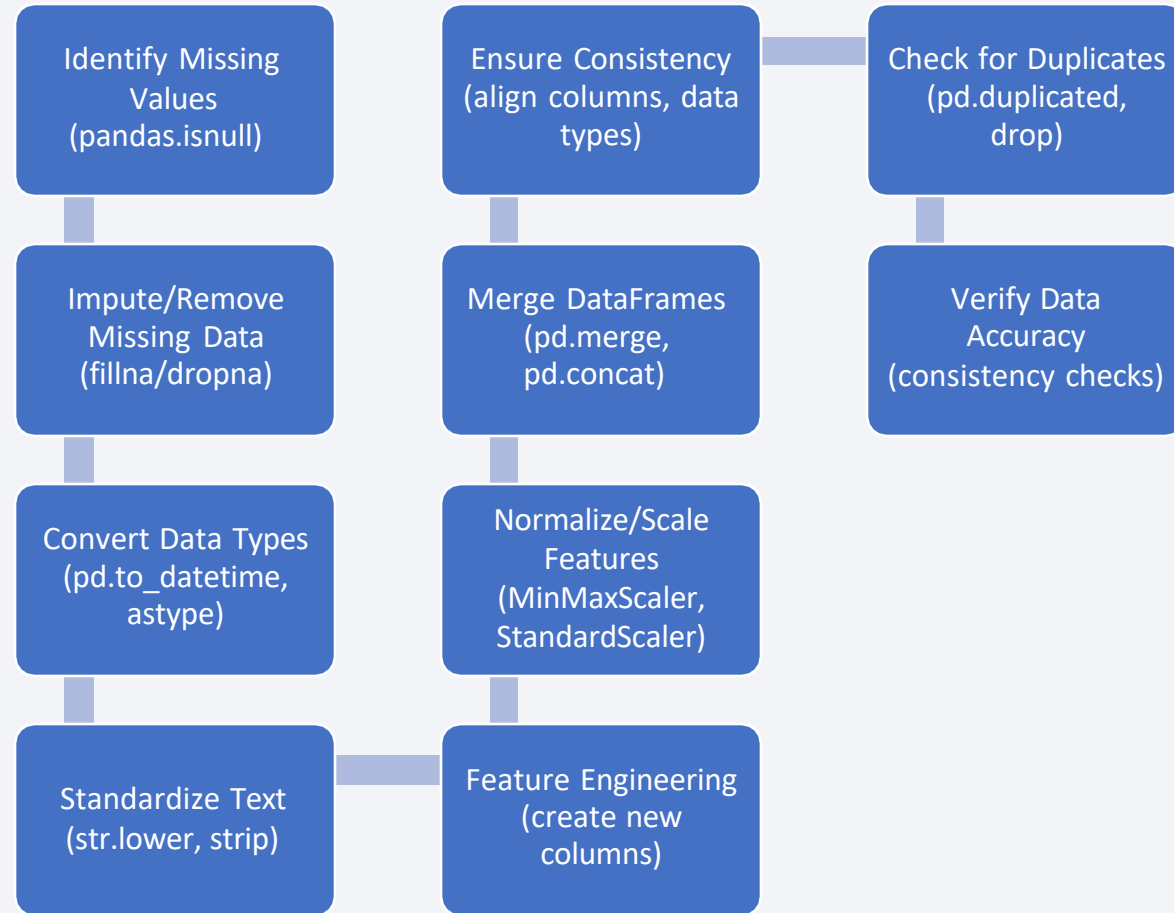 Identify Missing
Values
(pandas.isnull)
Impute/Remove
Missing Data
(fillna/dropna)
Convert Data Types
(pd.to_datetime,
astype)
Standardize Text
(str.lower, strip)
Feature Engineering
(create new
columns)
Normalize/Scale
Features
(MinMaxScaler,
StandardScaler)
Merge DataFrames
(pd.merge,
pd.concat)
Ensure Consistency
(align columns, data
types)
Check for Duplicates
(pd.duplicated,
drop)
Verify Data
Accuracy
(consistency checks)